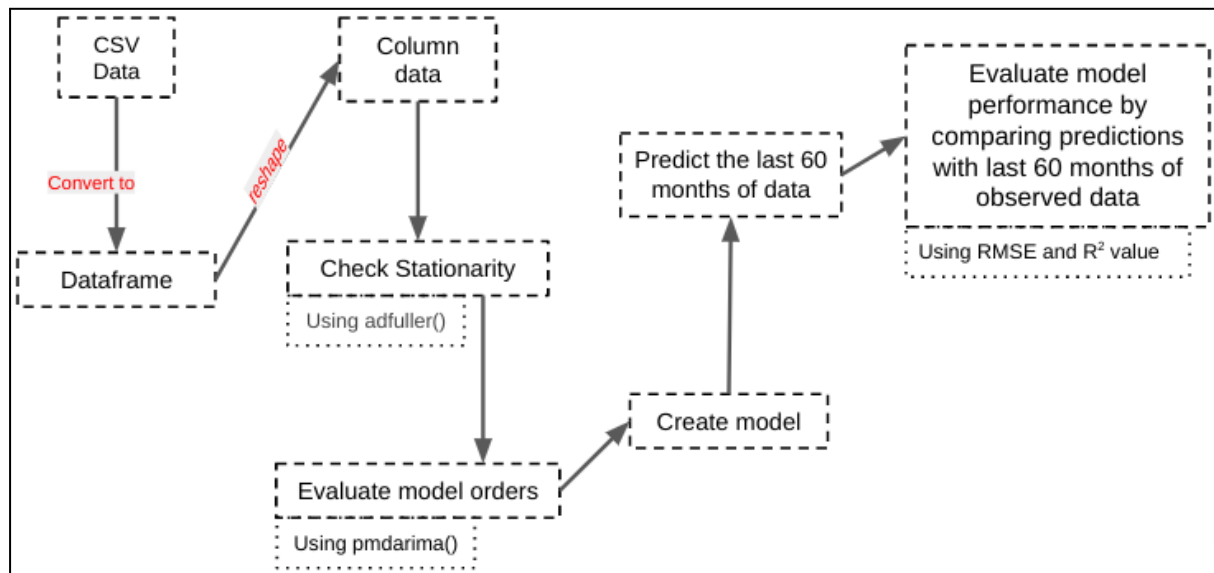 CSV
Data
Convert to
Dataframe
reshape
Column
data
Check Stationarity
Using adfuller()
Evaluate model orders
Using pmdarima()
Create model
Predict the last 60
months of data
Evaluate model
performance by
comparing predictions
with last 60 months of
observed data
Using RMSE and R² value